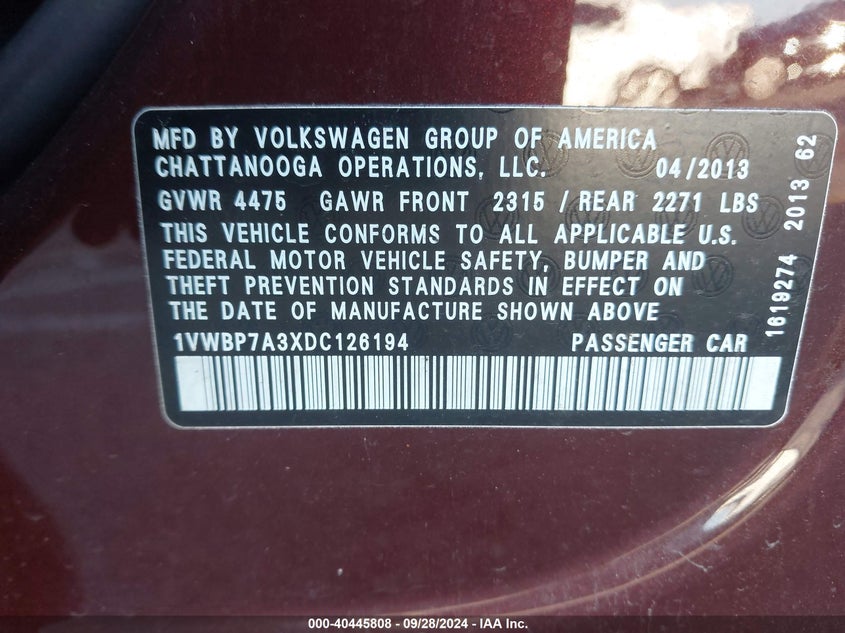 MFD BY VOLKSWAGEN GROUP OF AMERICA
CHATTANOOGA OPERATIONS, LLC. 04/2013
GVWR 4475 GAWR FRONT 2315 / REAR 2271 LBS
THIS VEHICLE CONFORMS TO ALL APPLICABLE U.S.
FEDERAL MOTOR VEHICLE SAFETY, BUMPER AND
THEFT PREVENTION STANDARDS IN EFFECT ON
THE DATE OF MANUFACTURE SHOWN ABOVE
1VWBP7A3XDC126194 PASSENGER CAR
1619274 2013 62
000-40445808 - 09/28/2024 - IAA Inc.